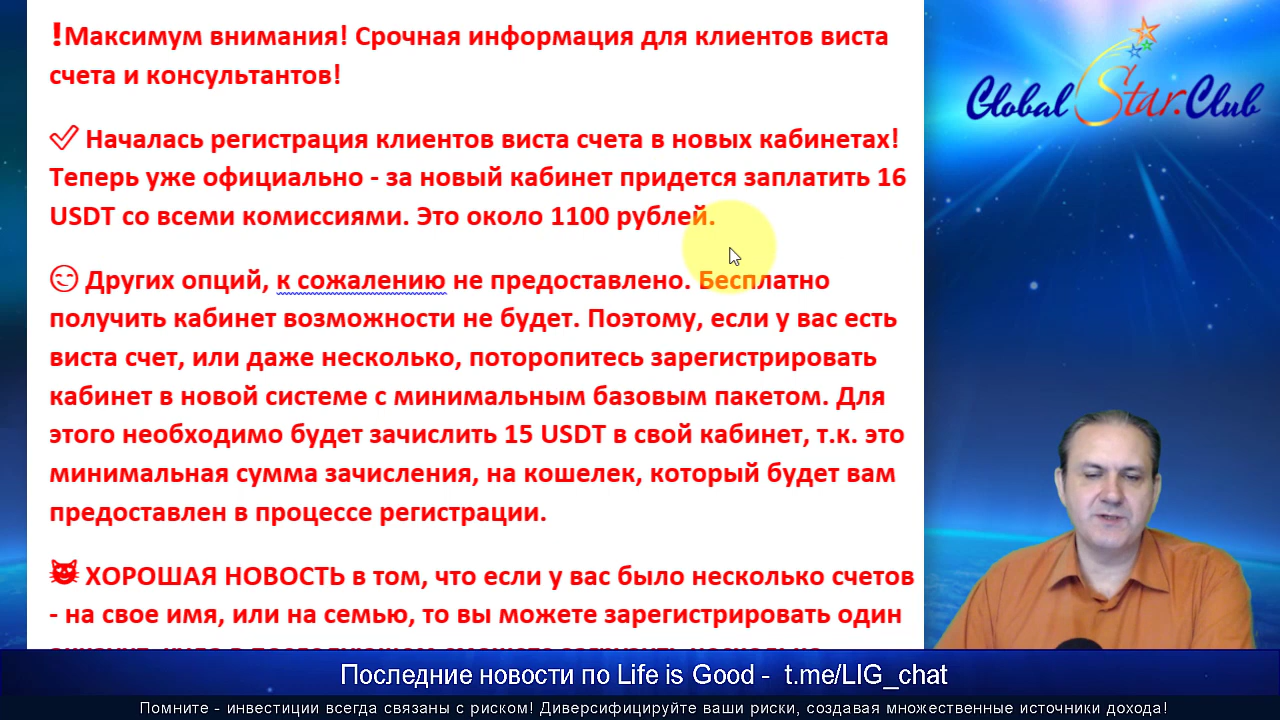 ❗Максимум внимания! Срочная информация для клиентов виста
счета и консультантов!
✅ Началась регистрация клиентов виста счета в новых кабинетах!
Теперь уже официально - за новый кабинет придется заплатить 16
USDT со всеми комиссиями. Это около 1100 рублей.
😉 Других опций, к сожалению не предоставлено. Бесплатно
получить кабинет возможности не будет. Поэтому, если у вас есть
виста счет, или даже несколько, поторопитесь зарегистрировать
кабинет в новой системе с минимальным базовым пакетом. Для
этого необходимо будет зачислить 15 USDT в свой кабинет, т.к. это
минимальная сумма зачисления, на кошелек, который будет вам
предоставлен в процессе регистрации.
😈 ХОРОШАЯ НОВОСТЬ в том, что если у вас было несколько счетов
- на свое имя, или на семью, то вы можете зарегистрировать один
Global Star.Club
Последние новости по Life is Good - t.me/LIG_chat
Помните - инвестиции всегда связаны с риском! Диверсифицируйте ваши риски, создавая множественные источники дохода!